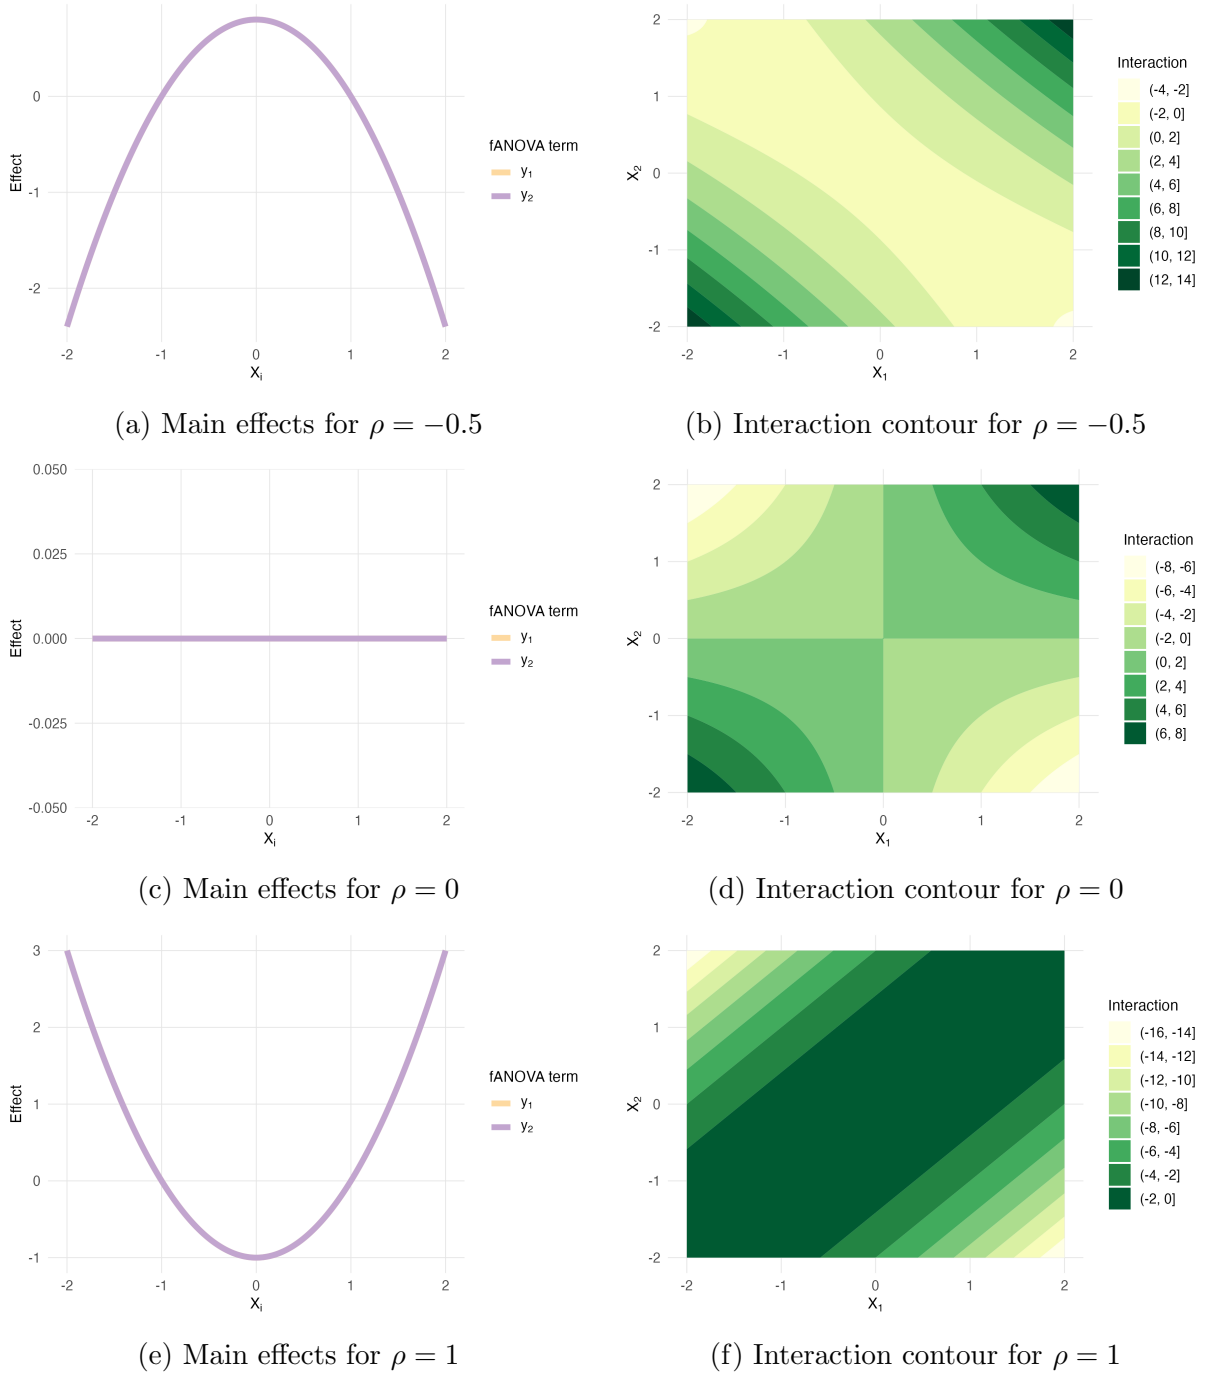 0
-1
-2
Effect
-2
-1
0
1
2
Xᵢ
fANOVA term
y₁
y₂
(a) Main effects for ρ = −0.5
2
1
0
-1
-2
X₂
-2
-1
0
1
2
X₁
Interaction
(-4, -2]
(-2, 0]
(0, 2]
(2, 4]
(4, 6]
(6, 8]
(8, 10]
(10, 12]
(12, 14]
(b) Interaction contour for ρ = −0.5
0.050
0.025
0.000
-0.025
-0.050
Effect
-2
-1
0
1
2
Xᵢ
fANOVA term
y₁
y₂
(c) Main effects for ρ = 0
2
1
0
-1
-2
X₂
-2
-1
0
1
2
X₁
Interaction
(-8, -6]
(-6, -4]
(-4, -2]
(-2, 0]
(0, 2]
(2, 4]
(4, 6]
(6, 8]
(d) Interaction contour for ρ = 0
3
2
1
0
-1
Effect
-2
-1
0
1
2
Xᵢ
fANOVA term
y₁
y₂
(e) Main effects for ρ = 1
2
1
0
-1
-2
X₂
-2
-1
0
1
2
X₁
Interaction
(-16, -14]
(-14, -12]
(-12, -10]
(-10, -8]
(-8, -6]
(-6, -4]
(-4, -2]
(-2, 0]
(f) Interaction contour for ρ = 1